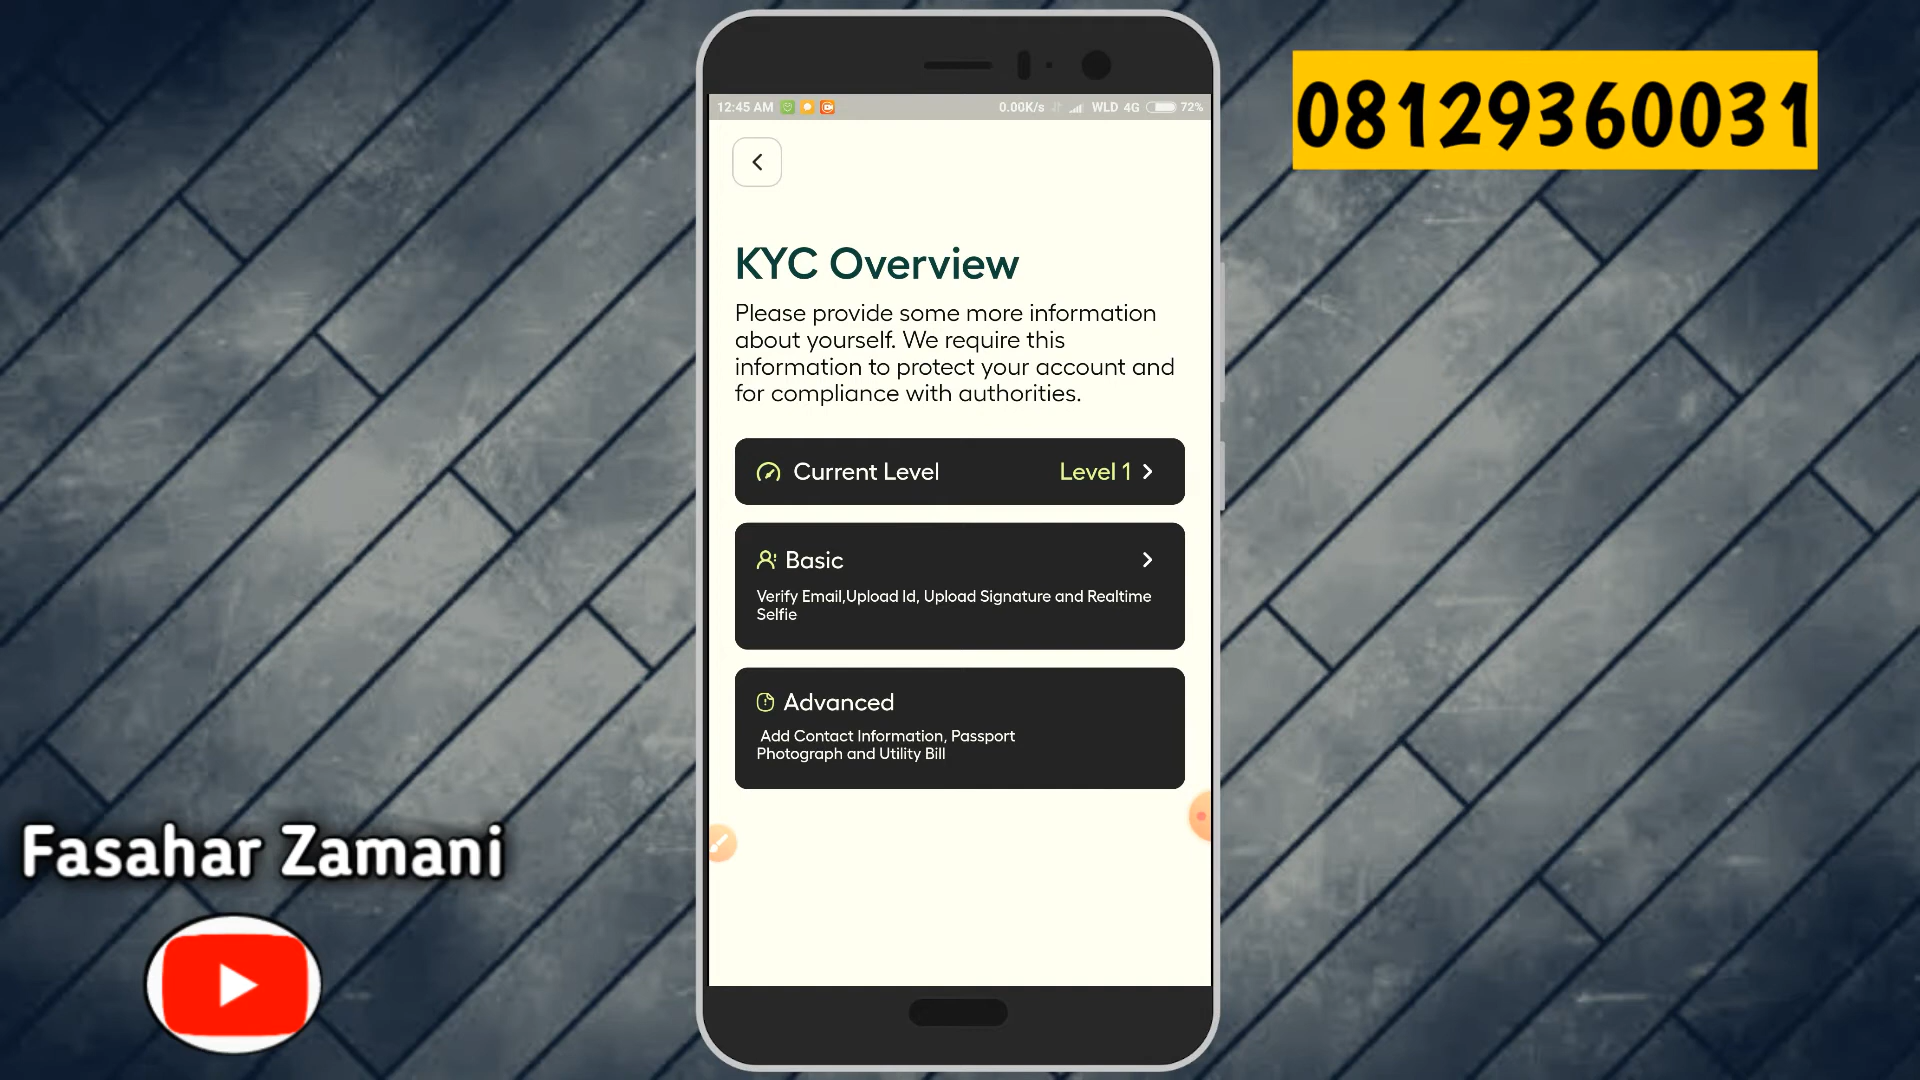 08129360031
12:45 AM
0.00K/s WLD 4G 72%
KYC Overview
Please provide some more information
about yourself. We require this
information to protect your account and
for compliance with authorities.
Current Level
Level 1
Basic
Verify Email,Upload Id, Upload Signature and Realtime
Selfie
Advanced
Add Contact Information, Passport
Photograph and Utility Bill
Fasahar Zamani